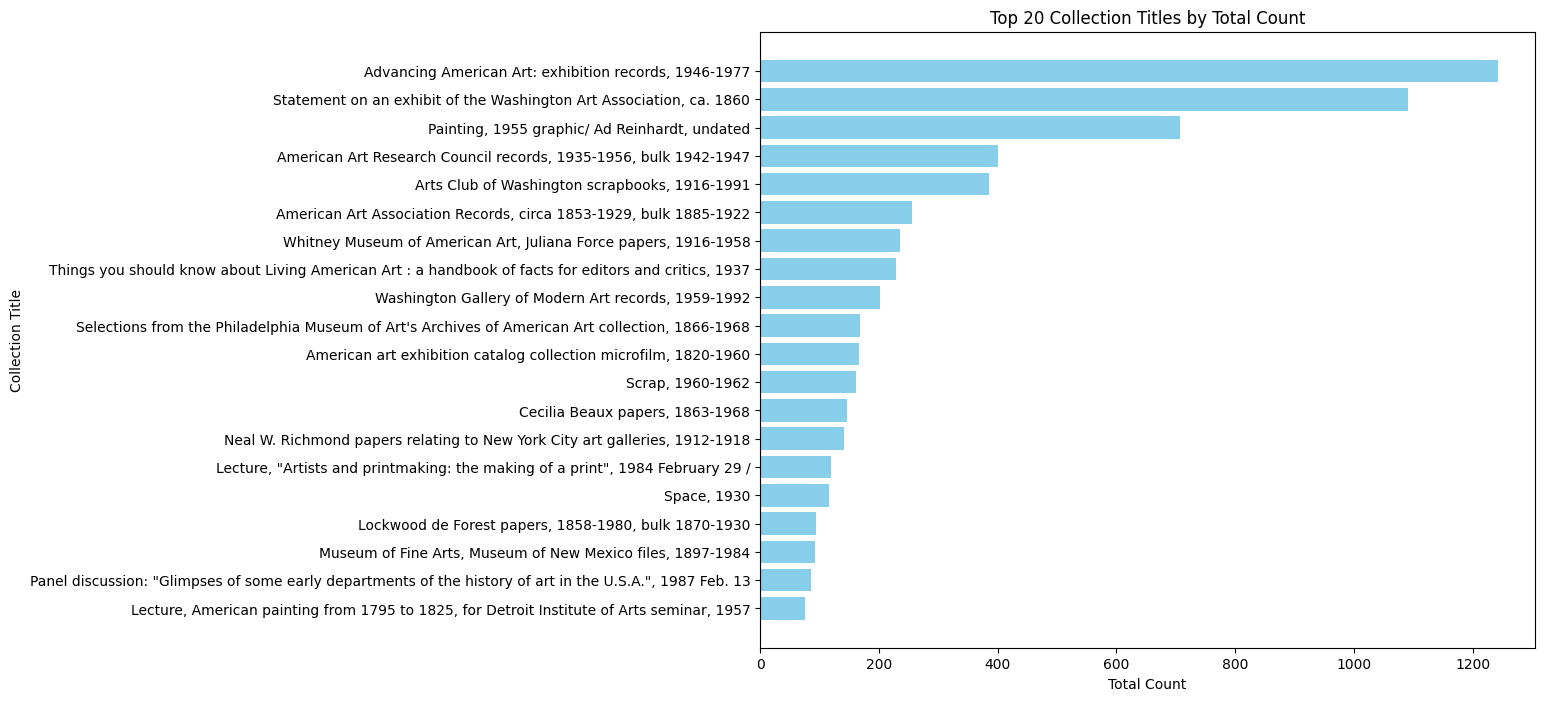 Top 20 Collection Titles by Total Count
Collection Title
Advancing American Art: exhibition records, 1946-1977
Statement on an exhibit of the Washington Art Association, ca. 1860
Painting, 1955 graphic/ Ad Reinhardt, undated
American Art Research Council records, 1935-1956, bulk 1942-1947
Arts Club of Washington scrapbooks, 1916-1991
American Art Association Records, circa 1853-1929, bulk 1885-1922
Whitney Museum of American Art, Juliana Force papers, 1916-1958
Things you should know about Living American Art : a handbook of facts for editors and critics, 1937
Washington Gallery of Modern Art records, 1959-1992
Selections from the Philadelphia Museum of Art's Archives of American Art collection, 1866-1968
American art exhibition catalog collection microfilm, 1820-1960
Scrap, 1960-1962
Cecilia Beaux papers, 1863-1968
Neal W. Richmond papers relating to New York City art galleries, 1912-1918
Lecture, "Artists and printmaking: the making of a print", 1984 February 29 /
Space, 1930
Lockwood de Forest papers, 1858-1980, bulk 1870-1930
Museum of Fine Arts, Museum of New Mexico files, 1897-1984
Panel discussion: "Glimpses of some early departments of the history of art in the U.S.A.", 1987 Feb. 13
Lecture, American painting from 1795 to 1825, for Detroit Institute of Arts seminar, 1957
0 200 400 600 800 1000 1200
Total Count